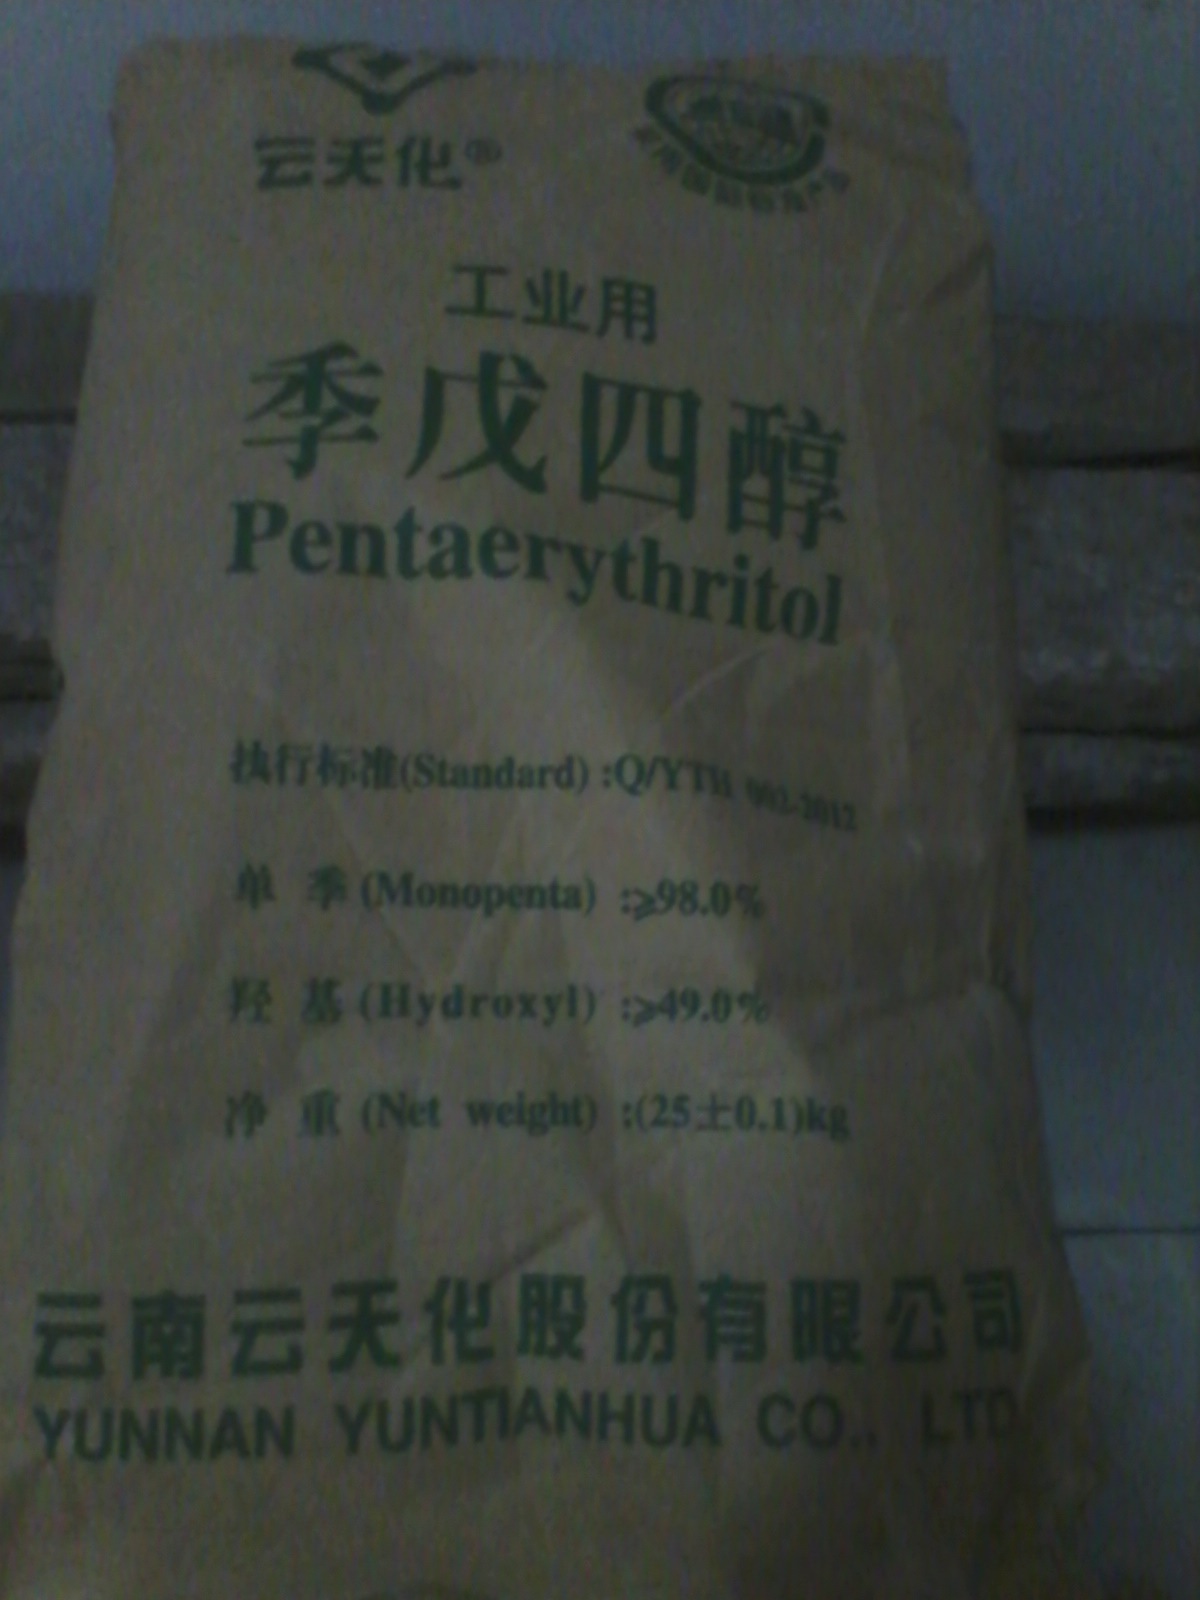 云天化®
工业用
季戊四醇
Pentaerythritol
执行标准(Standard) :Q/YTH 002-2012
单 季 (Monopenta) :≥98.0%
羟 基 (Hydroxyl) :≥49.0%
净 重 (Net weight) :(25±0.1)kg
云南云天化股份有限公司
YUNNAN YUNTIANHUA CO., LTD